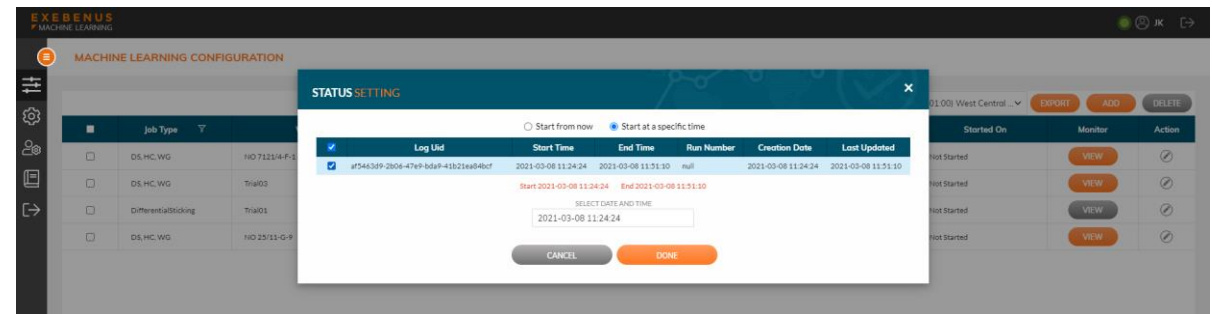 EXEBENUS
MACHINE LEARNING
JK
MACHINE LEARNING CONFIGURATION
STATUS SETTING
01:00) West Central ...
EXPORT
ADD
DELETE
Start from now
Start at a specific time
Job Type
Started On
Monitor
Action
Log Uid
Start Time
End Time
Run Number
Creation Date
Last Updated
af5463d9-2b06-47e9-bda9-41b21ea84bcf
2021-03-08 11:24:24
2021-03-08 11:51:10
null
2021-03-08 11:24:24
2021-03-08 11:51:10
DS, HC, WG
NO 7121/4-F-1
Not Started
VIEW
Start 2021-03-08 11:24:24 End 2021-03-08 11:51:10
DS, HC, WG
Trial03
Not Started
VIEW
SELECT DATE AND TIME
2021-03-08 11:24:24
DifferentialSticking
Trial01
Not Started
VIEW
DS, HC, WG
NO 25/11-G-9
Not Started
VIEW
CANCEL
DONE